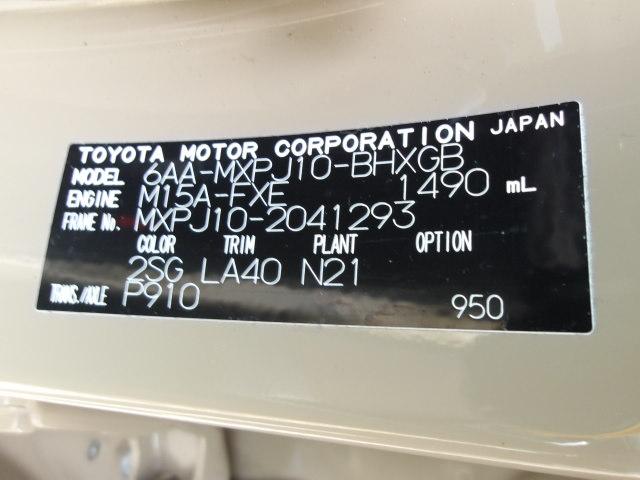 TOYOTA MOTOR CORPORATION JAPAN
MODEL 6AA-MXPJ10-BHXGB
ENGINE M15A-FXE 1490 mL
FRAME No. MXPJ10-2041293
COLOR TRIM PLANT OPTION
2SG LA40 N21
TRANS./AXLE P910 950